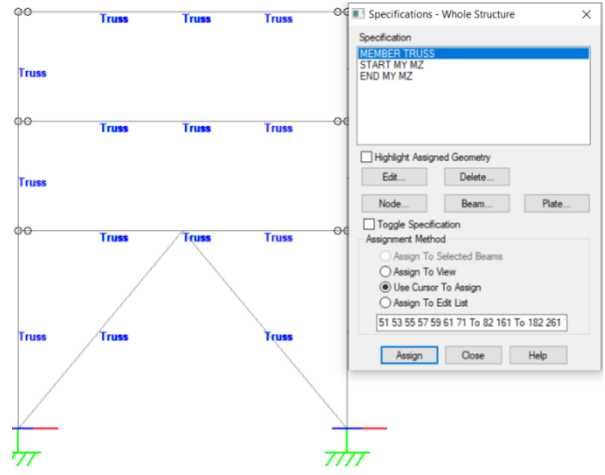 Truss Truss Truss
Specifications - Whole Structure
Specification
MEMBER TRUSS
START MY MZ
END MY MZ
Truss
Truss Truss Truss
Highlight Assigned Geometry
Edit... Delete...
Truss
Node... Beam... Plate...
Toggle Specification
Truss Truss Truss
Assignment Method
Assign To Selected Beams
Assign To View
Use Cursor To Assign
Assign To Edit List
51 53 55 57 59 61 71 To 82 161 To 182 261
Truss Truss Truss
Assign Close Help